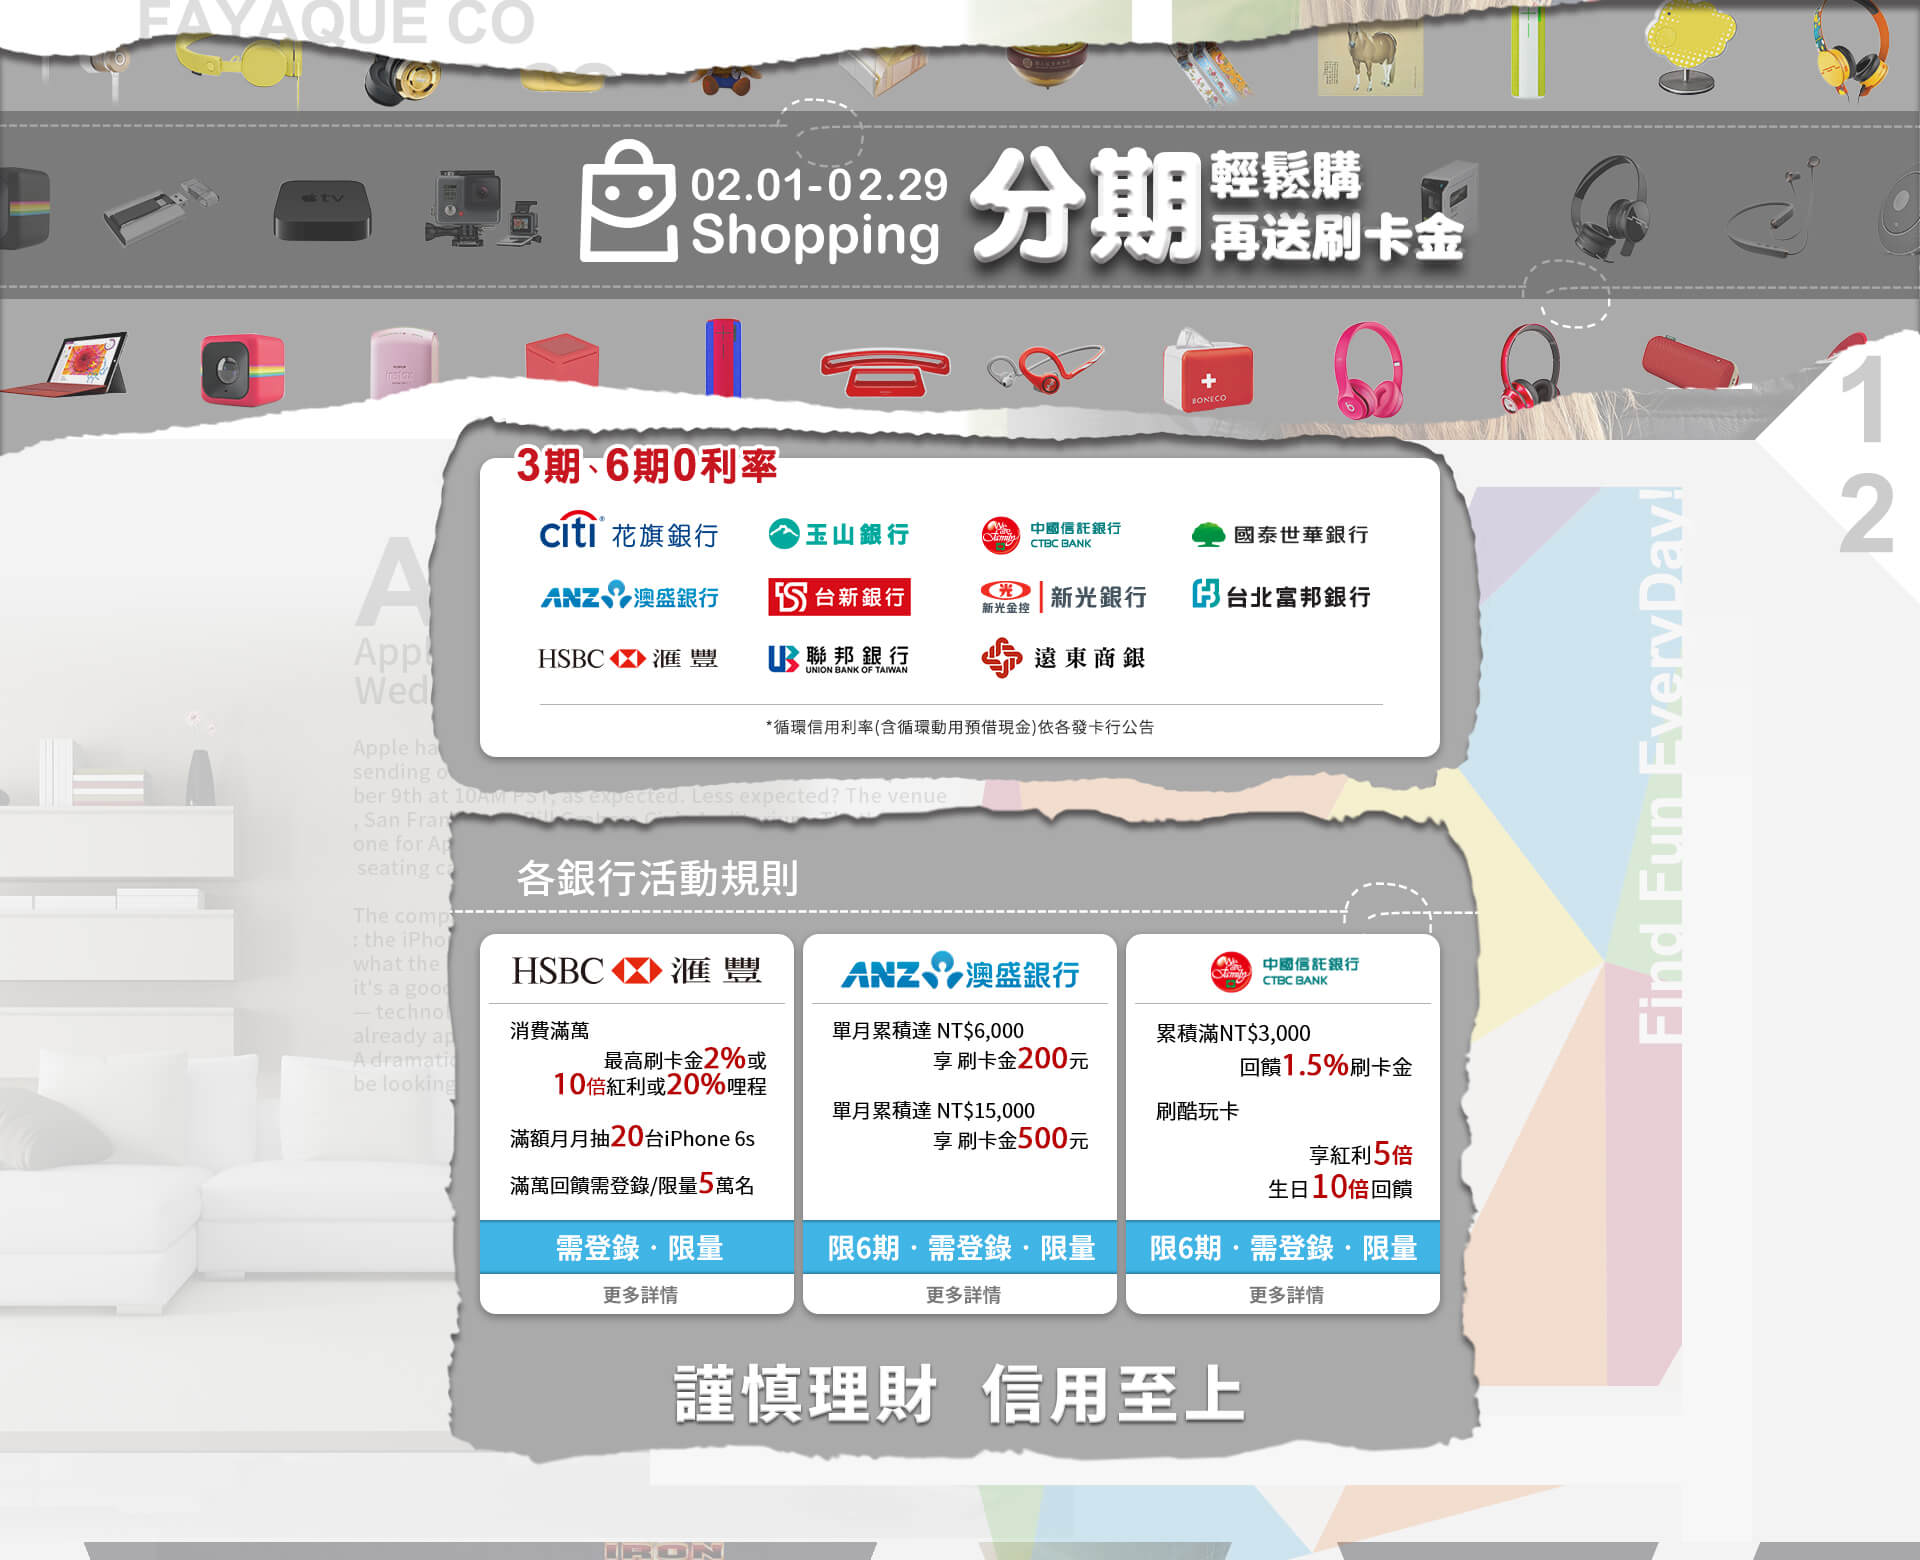 FAYAQUE CO
tv
02.01-02.29
Shopping
分期
輕鬆購
再送刷卡金
BONECO
1
2
3期、6期0利率
citi 花旗銀行
玉山銀行
中國信託銀行
CTBC BANK
國泰世華銀行
ANZ 澳盛銀行
台新銀行
新光金控
新光銀行
台北富邦銀行
HSBC 滙豐
聯邦銀行
UNION BANK OF TAIWAN
遠東商銀
*循環信用利率(含循環動用預借現金)依各發卡行公告
A
Appl
Wed
Apple ha
sending o
ber 9th at 10AM PST, as expected. Less expected? The venue
, San Fran
one for Ap
seating ca
The comp
: the iPho
what the
it's a good
— technol
already ap
A dramatic
be looking
Find Fun EveryDay!
各銀行活動規則
HSBC 滙豐
消費滿萬
最高刷卡金2%或
10倍紅利或20%哩程
滿額月月抽20台iPhone 6s
滿萬回饋需登錄/限量5萬名
需登錄‧限量
更多詳情
ANZ 澳盛銀行
單月累積達 NT$6,000
享 刷卡金200元
單月累積達 NT$15,000
享 刷卡金500元
限6期‧需登錄‧限量
更多詳情
中國信託銀行
CTBC BANK
累積滿NT$3,000
回饋1.5%刷卡金
刷酷玩卡
享紅利5倍
生日10倍回饋
限6期‧需登錄‧限量
更多詳情
謹慎理財 信用至上
IRON